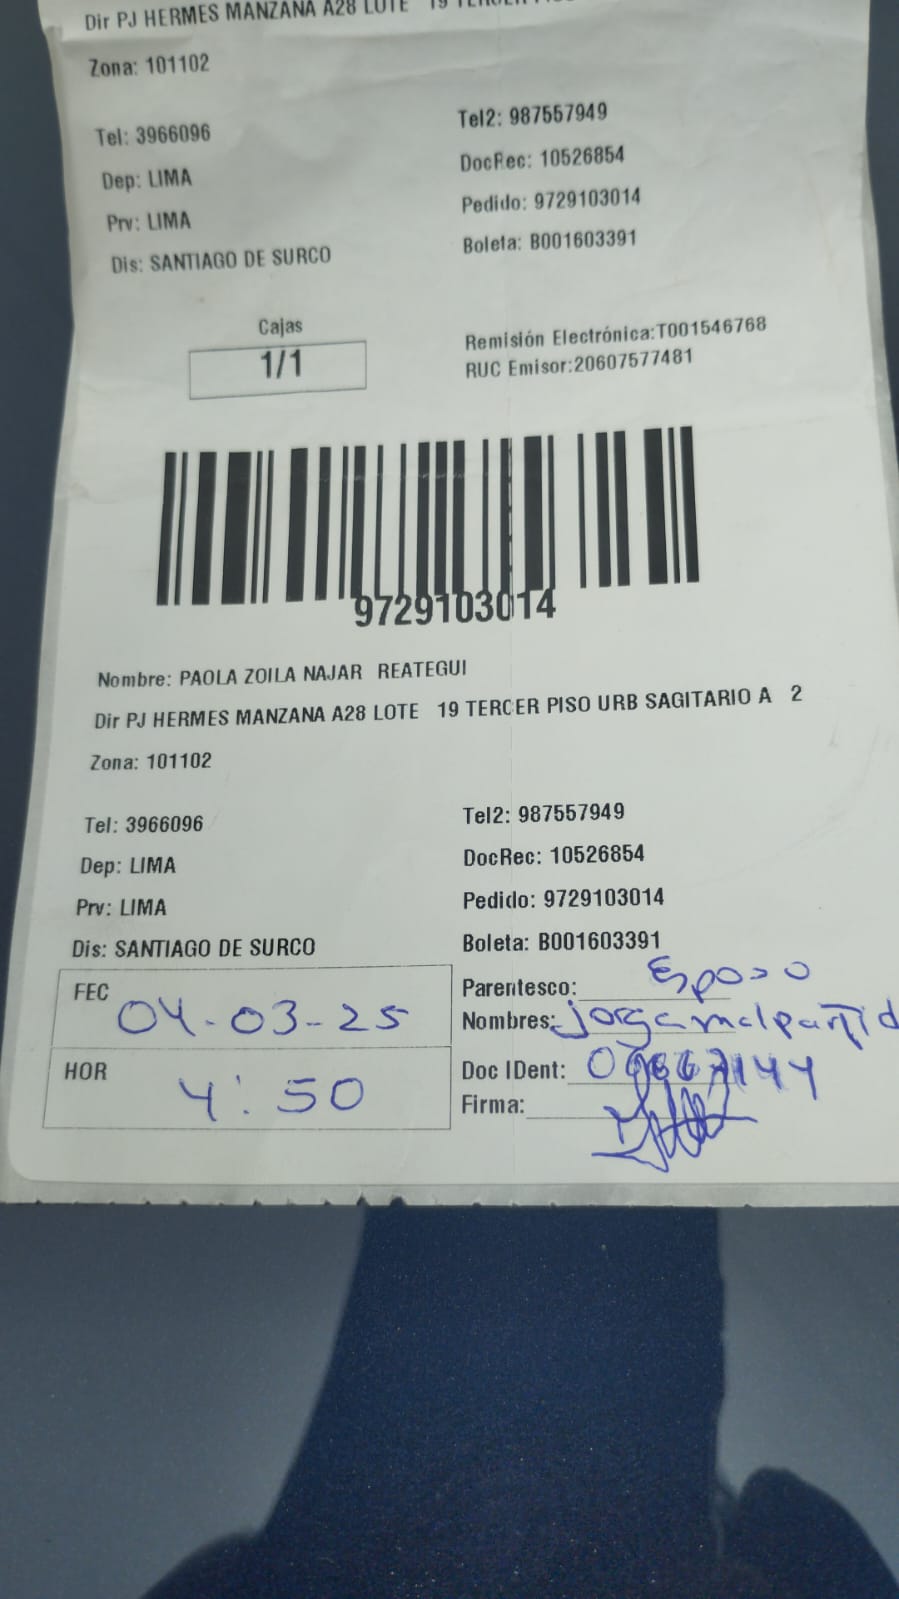 Dir PJ HERMES MANZANA A28 LOTE 19 TERCER
Zona: 101102
Tel: 3966096 Tel2: 987557949
Dep: LIMA DocRec: 10526854
Prv: LIMA Pedido: 9729103014
Dis: SANTIAGO DE SURCO Boleta: B001603391
Cajas
1/1
Remisión Electrónica:T001546768
RUC Emisor:20607577481
9729103014
Nombre: PAOLA ZOILA NAJAR REATEGUI
Dir PJ HERMES MANZANA A28 LOTE 19 TERCER PISO URB SAGITARIO A 2
Zona: 101102
Tel: 3966096 Tel2: 987557949
Dep: LIMA DocRec: 10526854
Prv: LIMA Pedido: 9729103014
Dis: SANTIAGO DE SURCO Boleta: B001603391
FEC 04-03-25
HOR 4:50
Parentesco: Esposo
Nombres: Jorge malpartid
Doc IDent:
Firma: